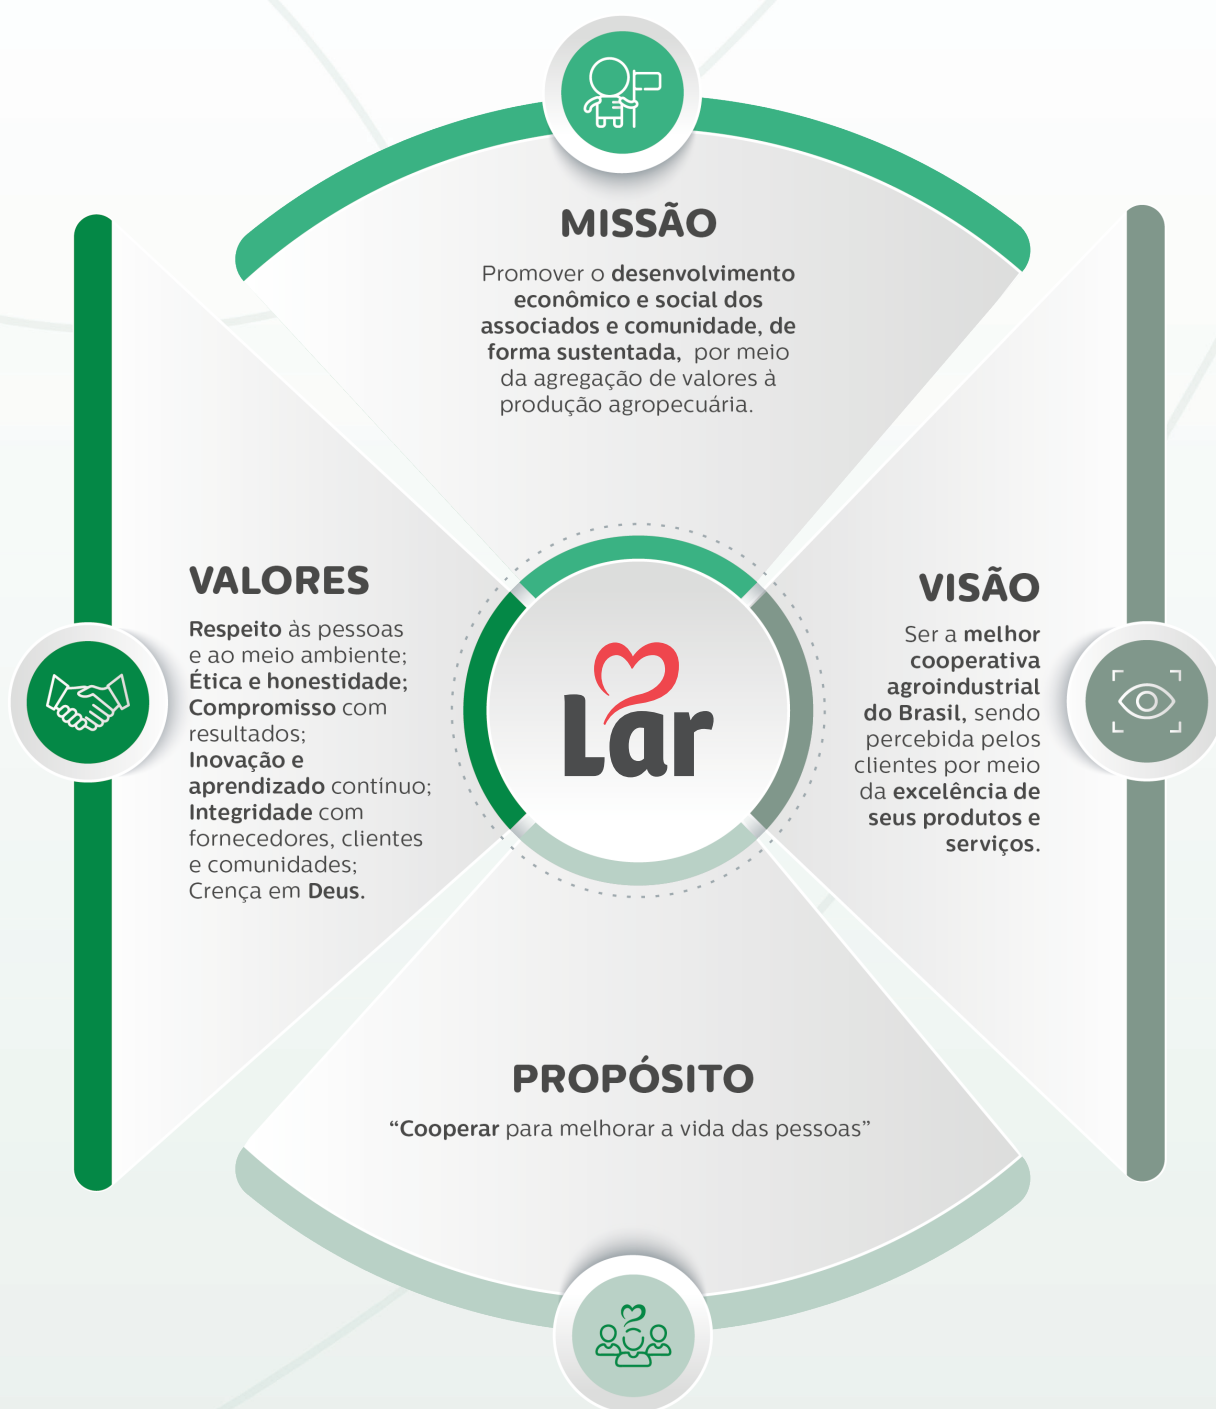 MISSÃO
Promover o desenvolvimento
econômico e social dos
associados e comunidade, de
forma sustentada, por meio
da agregação de valores à
produção agropecuária.
VALORES
Respeito às pessoas
e ao meio ambiente;
Ética e honestidade;
Compromisso com
resultados;
Inovação e
aprendizado contínuo;
Integridade com
fornecedores, clientes
e comunidades;
Crença em Deus.
Lar
VISÃO
Ser a melhor
cooperativa
agroindustrial
do Brasil, sendo
percebida pelos
clientes por meio
da excelência de
seus produtos e
serviços.
PROPÓSITO
“Cooperar para melhorar a vida das pessoas”